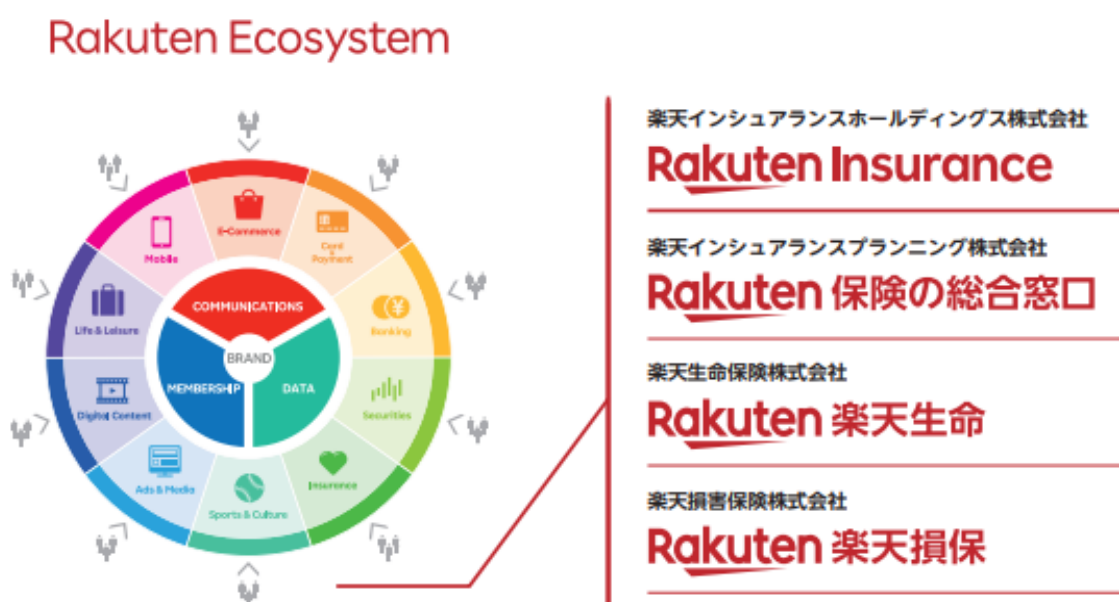 Rakuten Ecosystem
E-Commerce
Card
+
Payment
Banking
Securities
Insurance
Sports & Culture
Ads & Media
Digital Content
Life & Leisure
Mobile
COMMUNICATIONS
BRAND
MEMBERSHIP
DATA
楽天インシュアランスホールディングス株式会社
Rakuten Insurance
楽天インシュアランスプランニング株式会社
Rakuten 保険の総合窓口
楽天生命保険株式会社
Rakuten 楽天生命
楽天損害保険株式会社
Rakuten 楽天損保